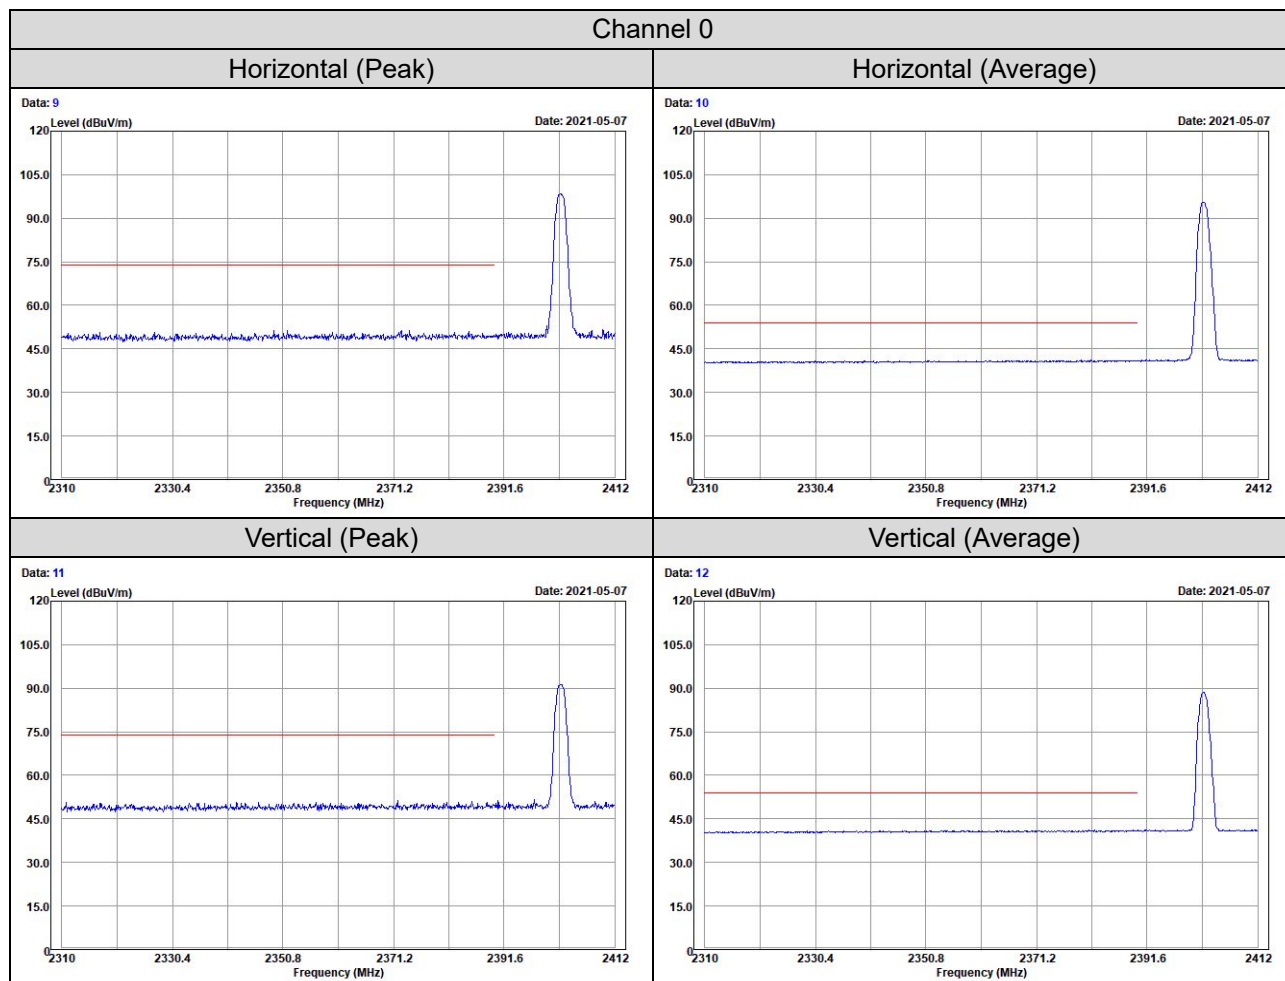 Channel 0
Horizontal (Peak)
Horizontal (Average)
Data: 9
Level (dBuV/m)
Date: 2021-05-07
120
105.0
90.0
75.0
60.0
45.0
30.0
15.0
0
2310
2330.4
2350.8
2371.2
2391.6
2412
Frequency (MHz)
Data: 10
Level (dBuV/m)
Date: 2021-05-07
120
105.0
90.0
75.0
60.0
45.0
30.0
15.0
0
2310
2330.4
2350.8
2371.2
2391.6
2412
Frequency (MHz)
Vertical (Peak)
Vertical (Average)
Data: 11
Level (dBuV/m)
Date: 2021-05-07
120
105.0
90.0
75.0
60.0
45.0
30.0
15.0
0
2310
2330.4
2350.8
2371.2
2391.6
2412
Frequency (MHz)
Data: 12
Level (dBuV/m)
Date: 2021-05-07
120
105.0
90.0
75.0
60.0
45.0
30.0
15.0
0
2310
2330.4
2350.8
2371.2
2391.6
2412
Frequency (MHz)